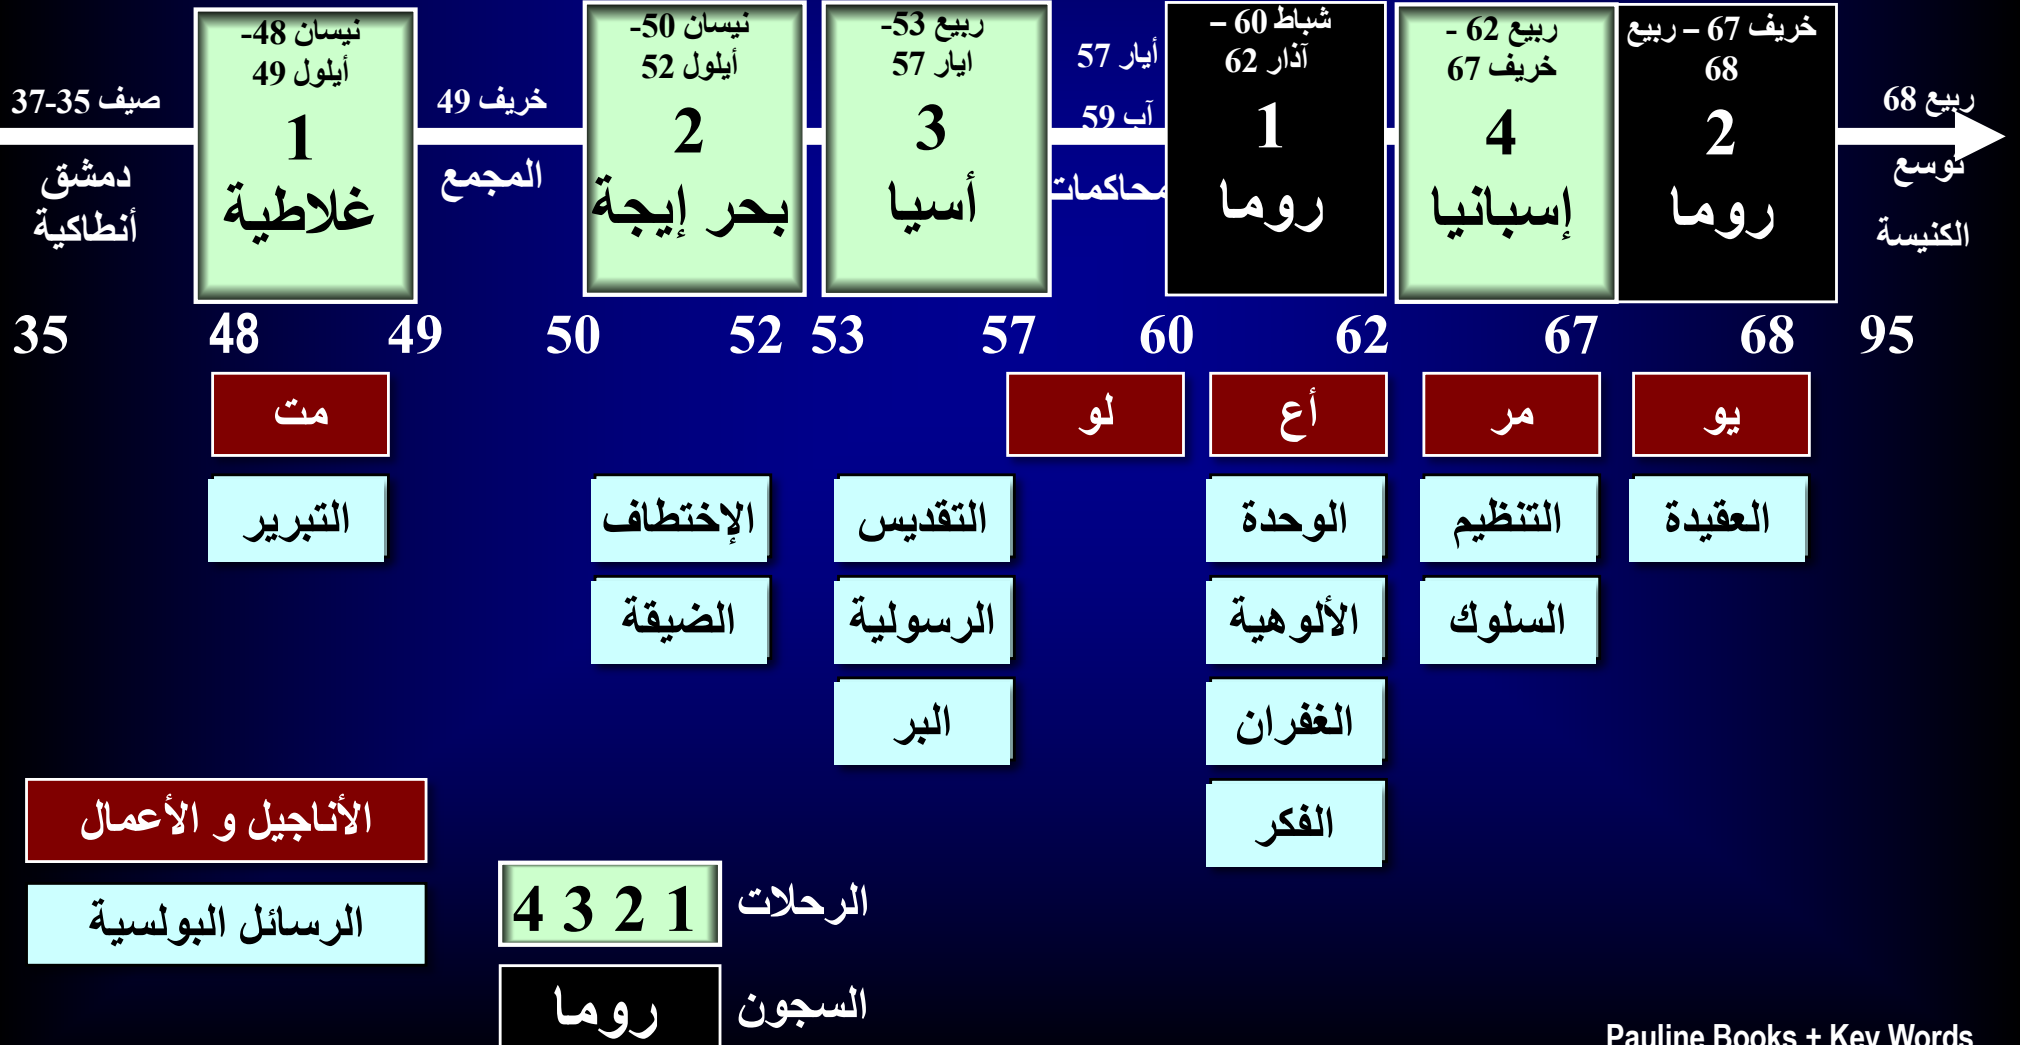 صيف 35-37
دمشق
أنطاكية
نيسان 48-
أيلول 49
1
غلاطية
خريف 49
المجمع
نيسان 50-
أيلول 52
2
بحر إيجة
ربيع 53-
ايار 57
3
أسيا
أيار 57
آب 59
محاكمات
شباط 60 –
آذار 62
1
روما
ربيع 62 -
خريف 67
4
إسبانيا
خريف 67 – ربيع
68
2
روما
ربيع 68
توسع
الكنيسة
35 48 49 50 52 53 57 60 62 67 68 95
مت
لو
أع
مر
يو
التبرير
الإختطاف
التقديس
الوحدة
التنظيم
العقيدة
الضيقة
الرسولية
الألوهية
السلوك
البر
الغفران
الفكر
الأناجيل و الأعمال
الرسائل البولسية
4 3 2 1
الرحلات
روما
السجون
Pauline Books + Key Words